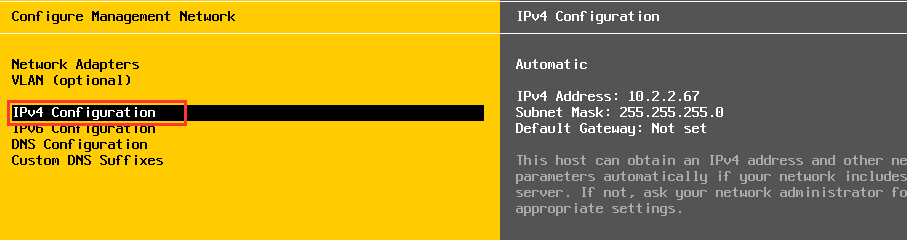 Configure Management Network
Network Adapters
VLAN (optional)
IPv4 Configuration
IPv6 Configuration
DNS Configuration
Custom DNS Suffixes
IPv4 Configuration
Automatic
IPv4 Address: 10.2.2.67
Subnet Mask: 255.255.255.0
Default Gateway: Not set
This host can obtain an IPv4 address and other ne
parameters automatically if your network includes
server. If not, ask your network administrator fo
appropriate settings.